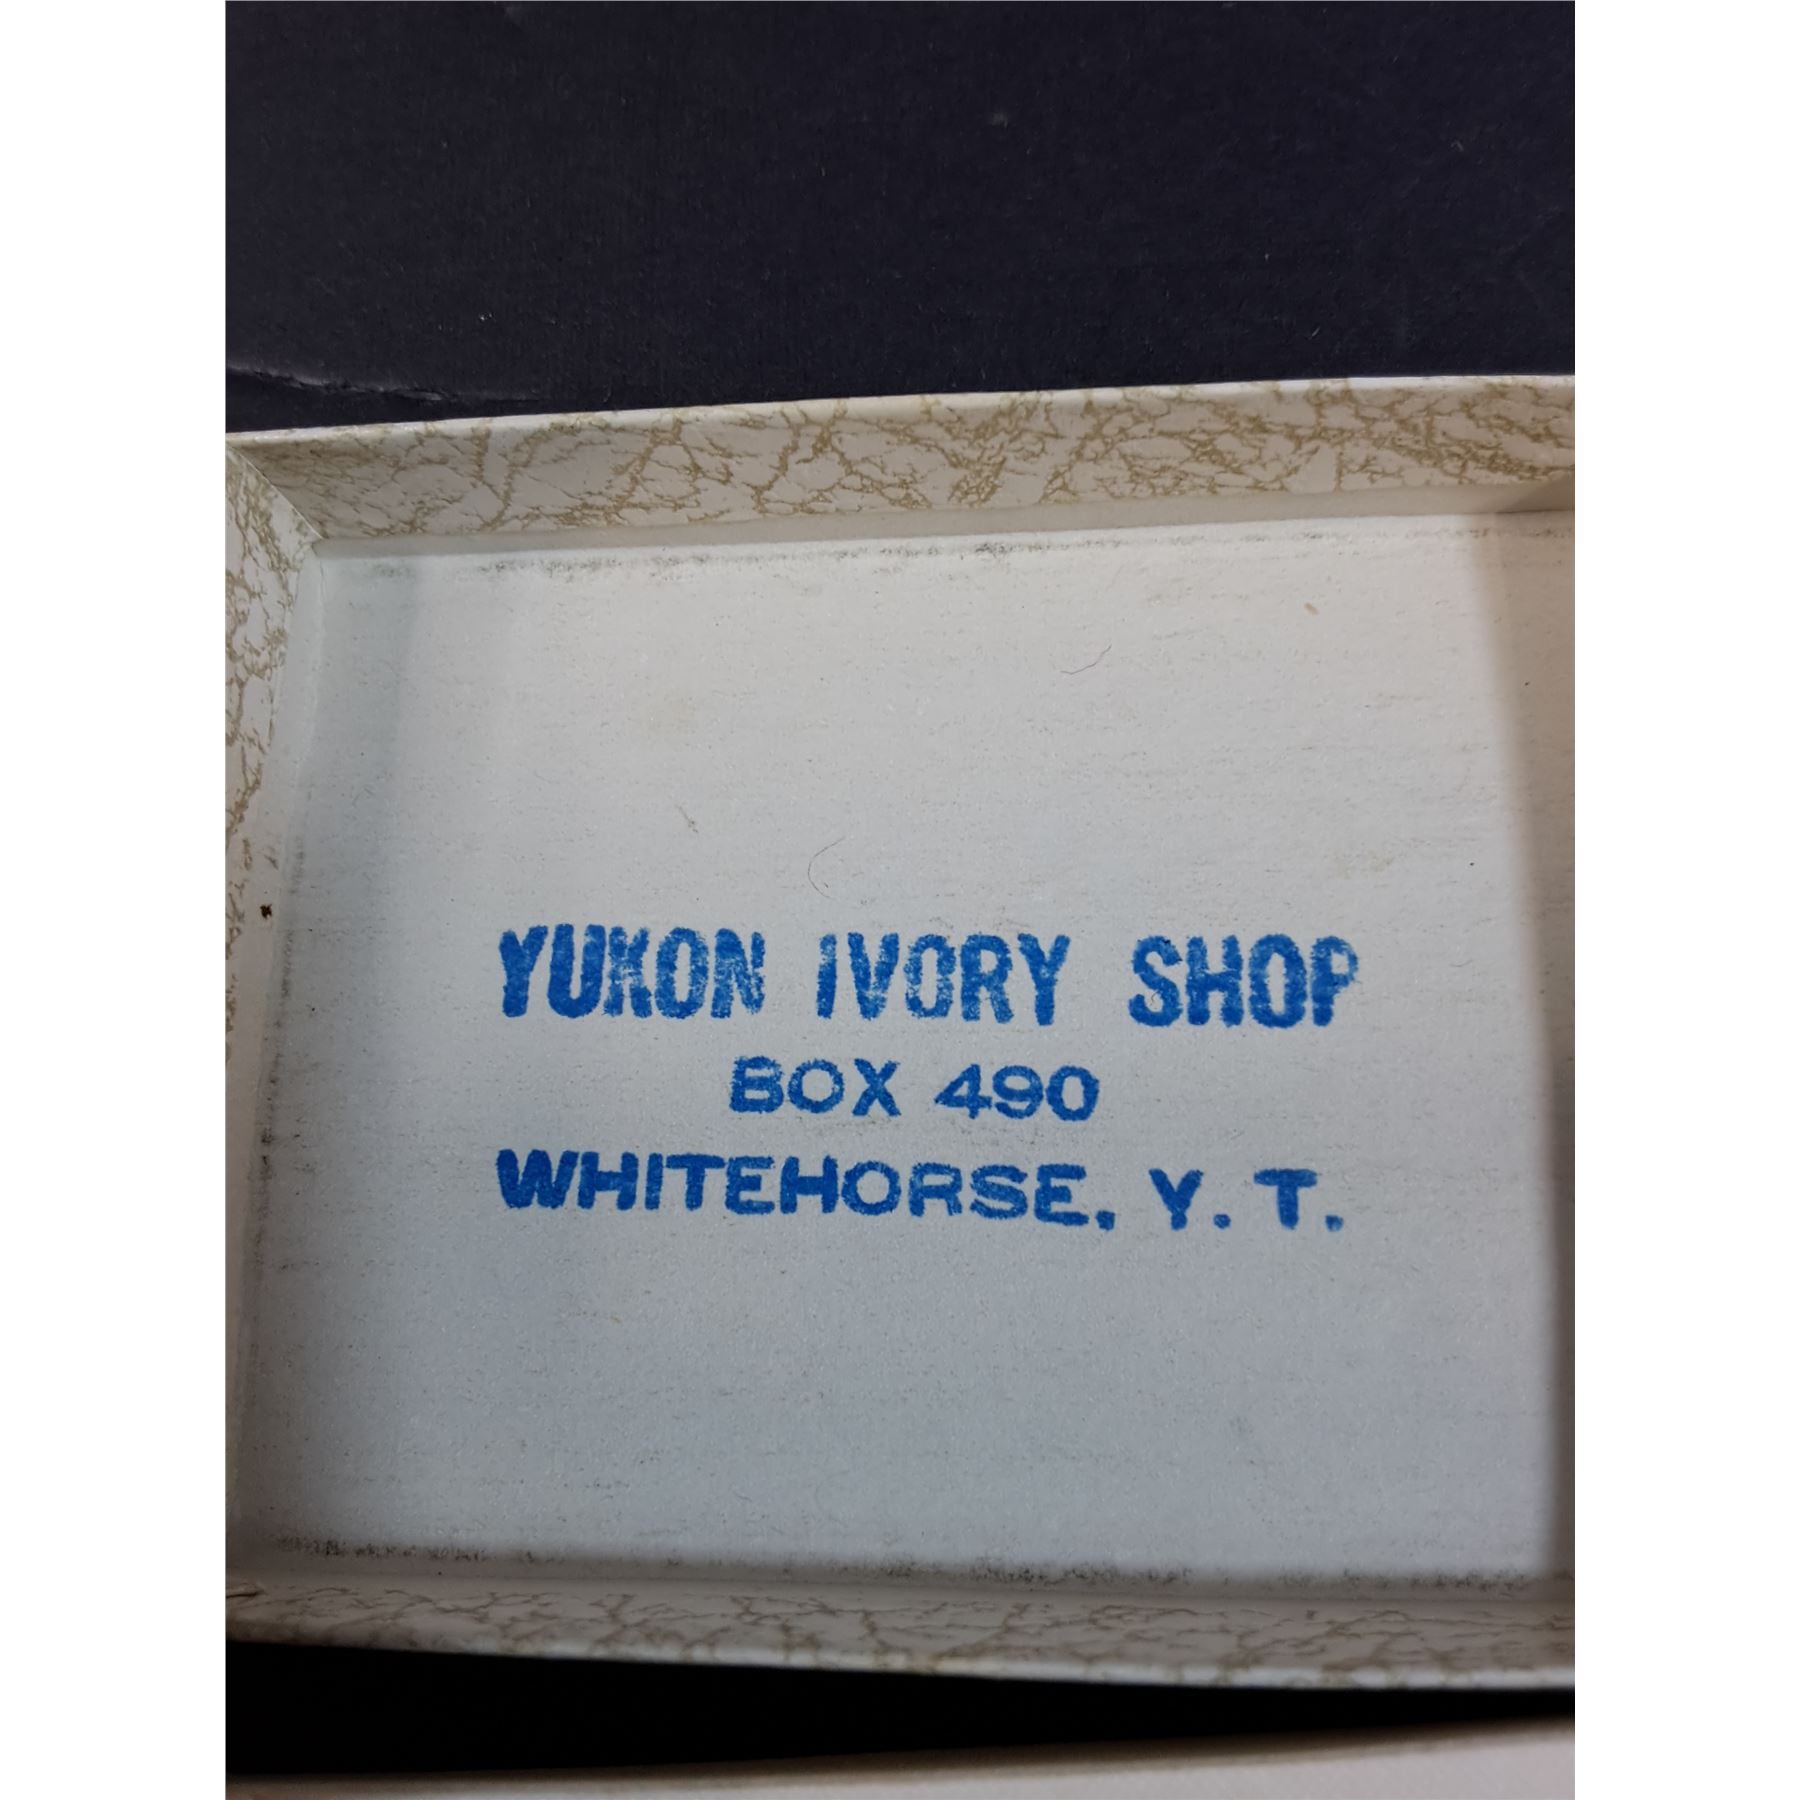 YUKON IVORY SHOP
BOX 490
WHITEHORSE, Y. T.